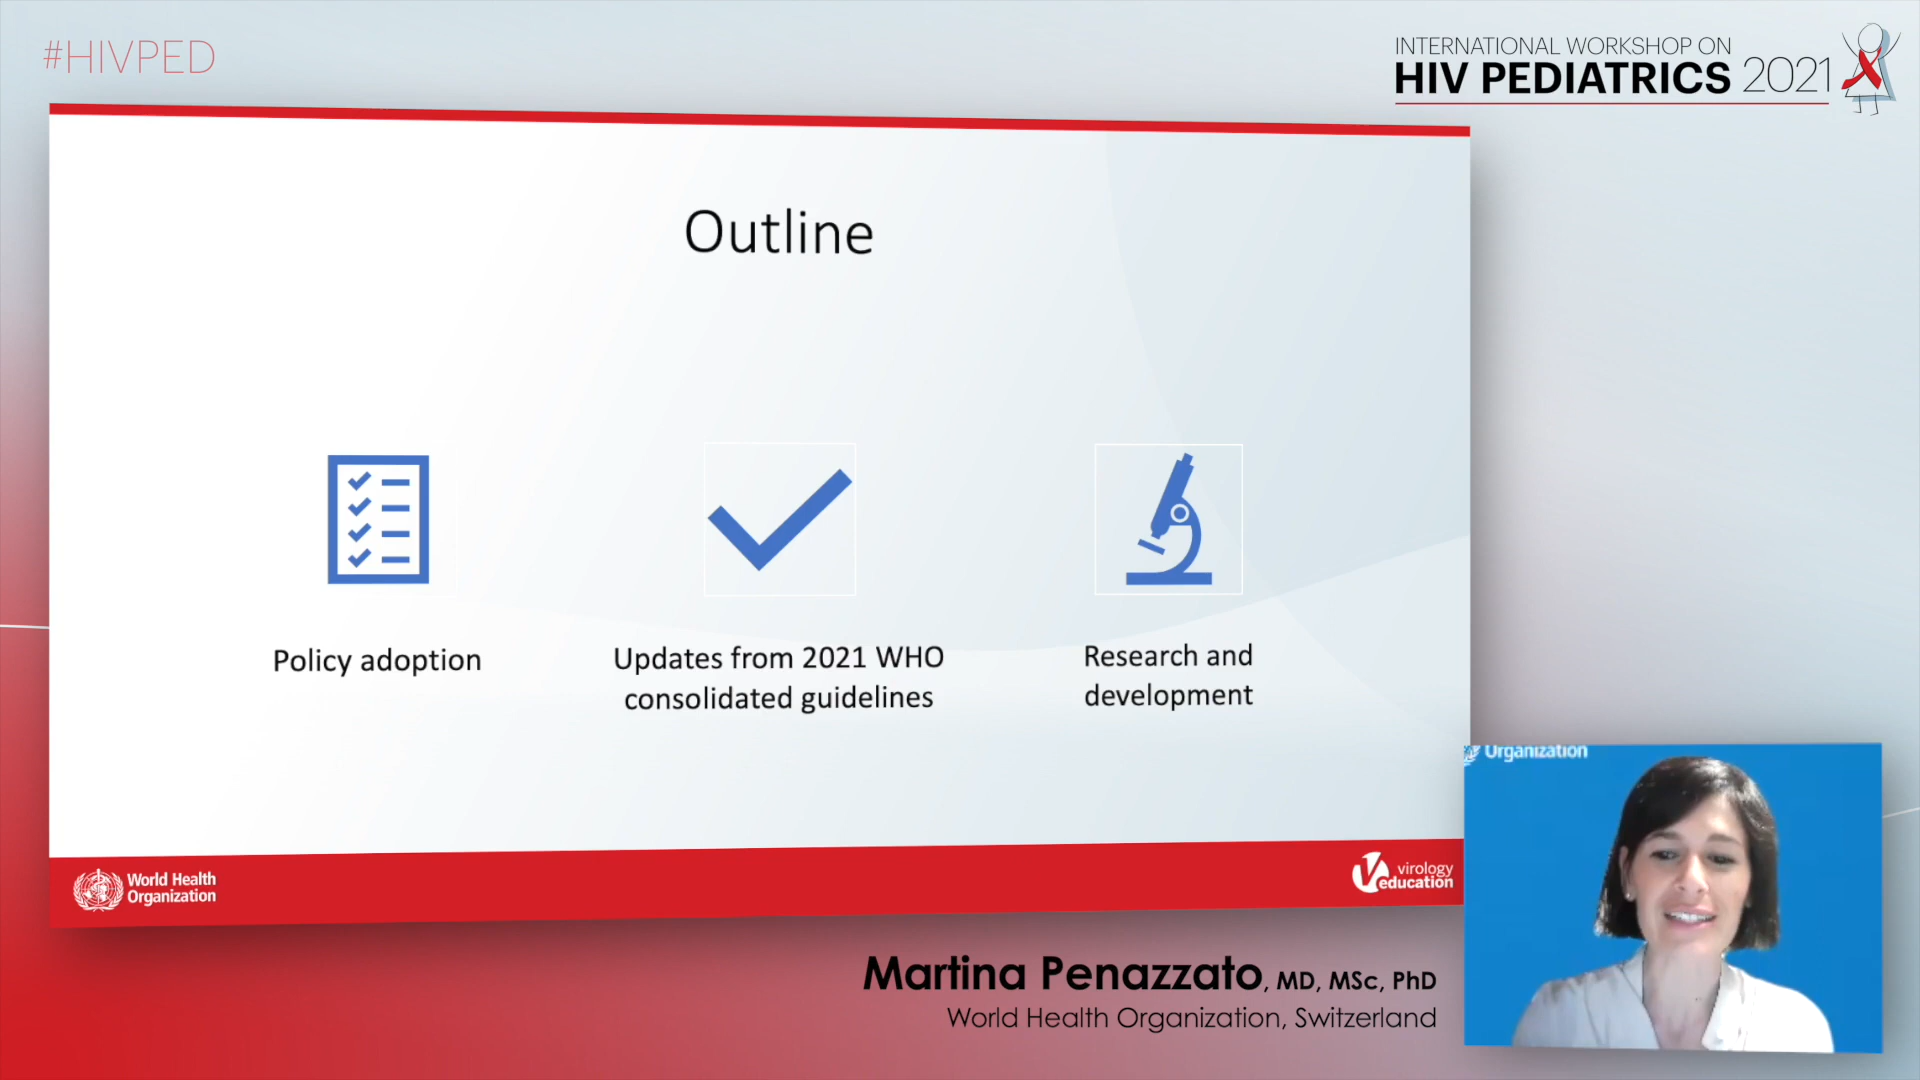 #HIVPED
INTERNATIONAL WORKSHOP ON
HIV PEDIATRICS 2021
Outline
Policy adoption
Updates from 2021 WHO
consolidated guidelines
Research and
development
World Health
Organization
virology
education
Organization
Martina Penazzato, MD, MSc, PhD
World Health Organization, Switzerland